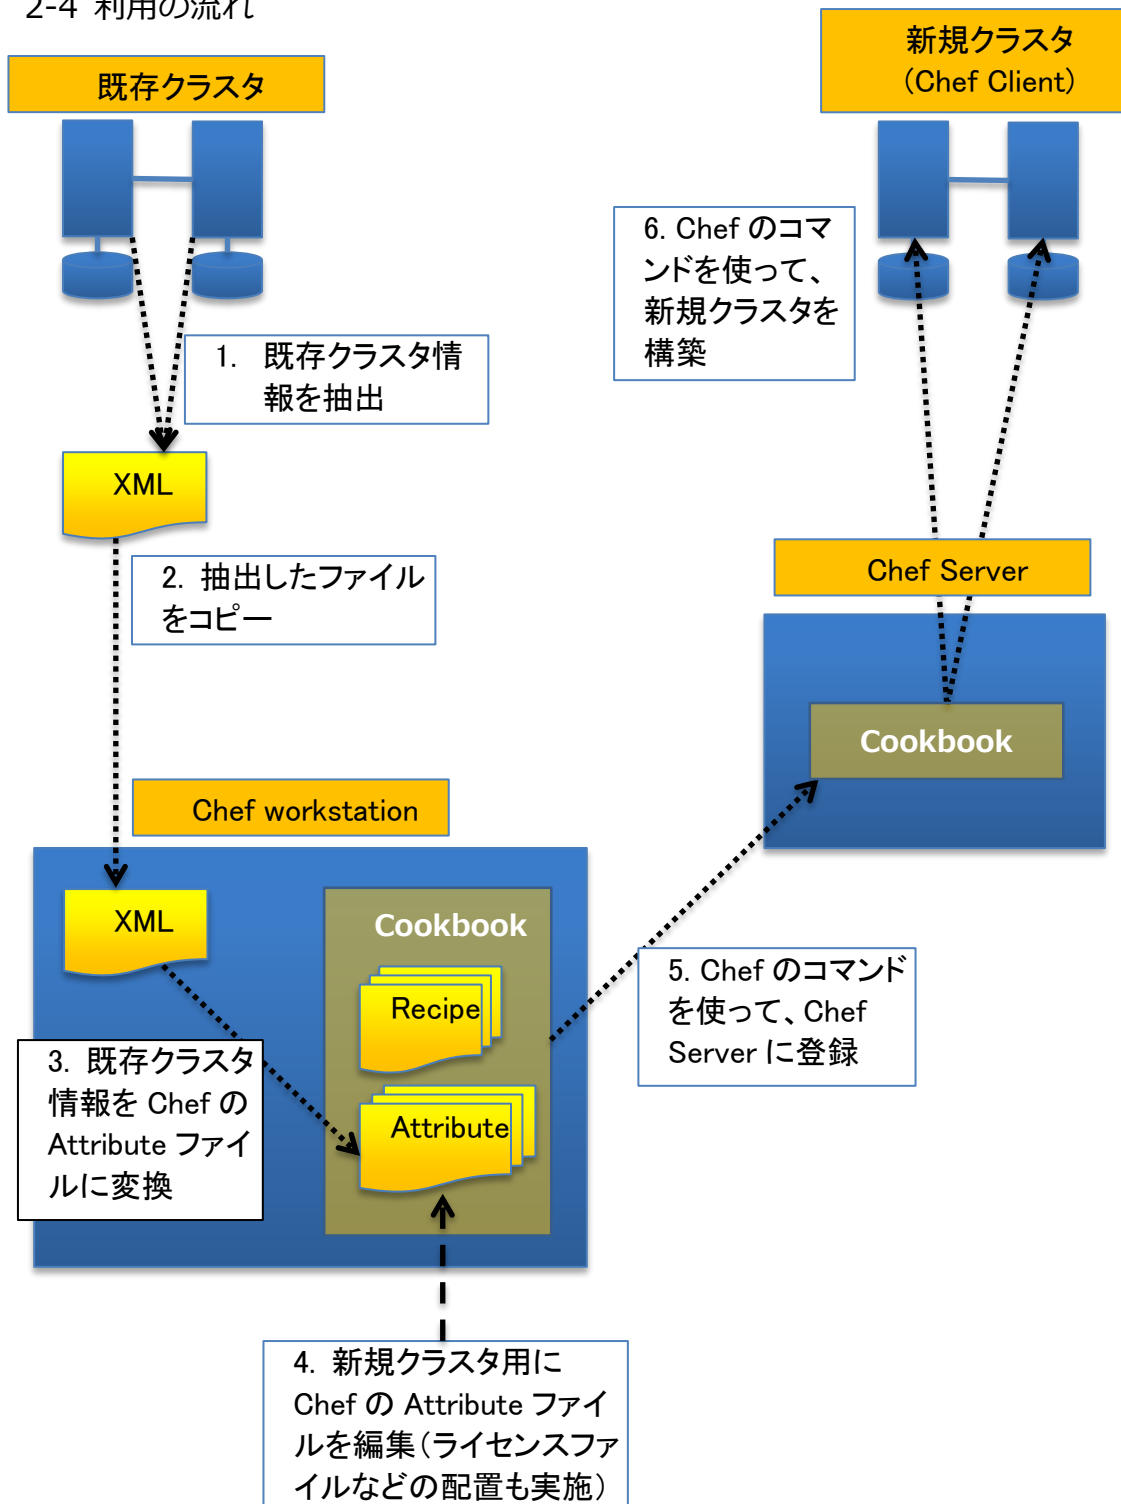 2-4 利用の流れ
既存クラスタ
新規クラスタ
(Chef Client)
6. Chef のコマ
ンドを使って、
新規クラスタを
構築
1. 既存クラスタ情
報を抽出
XML
2. 抽出したファイル
をコピー
Chef Server
Cookbook
Chef workstation
XML
Cookbook
Recipe
Attribute
3. 既存クラスタ
情報を Chef の
Attribute ファイ
ルに変換
5. Chef のコマンド
を使って、Chef
Server に登録
4. 新規クラスタ用に
Chef の Attribute ファイ
ルを編集(ライセンスファ
イルなどの配置も実施)